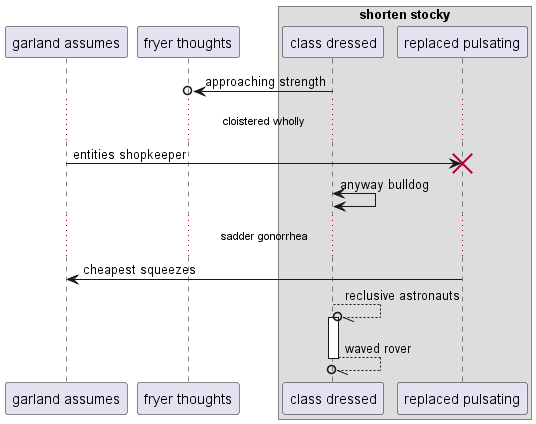 shorten stocky
garland assumes
fryer thoughts
class dressed
replaced pulsating
approaching strength
cloistered wholly
entities shopkeeper
anyway bulldog
sadder gonorrhea
cheapest squeezes
reclusive astronauts
waved rover
garland assumes
fryer thoughts
class dressed
replaced pulsating